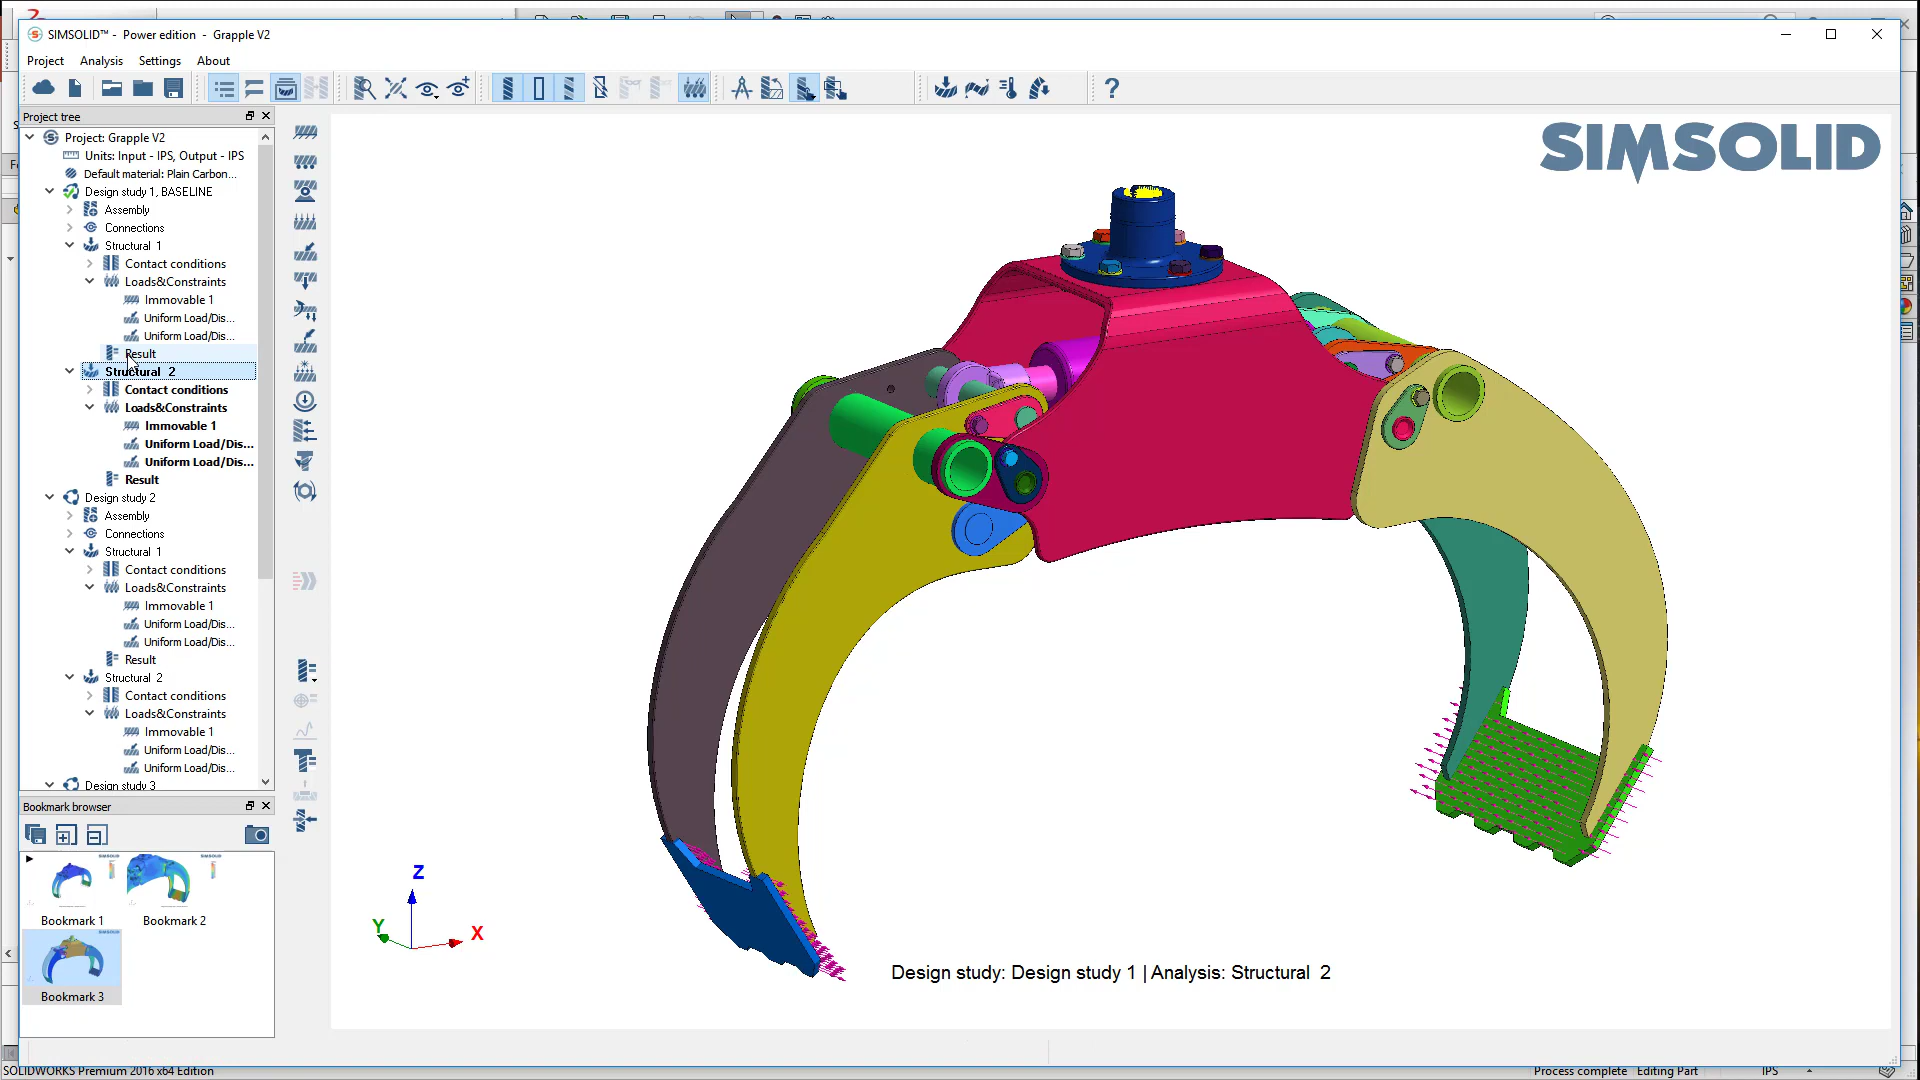 SIMSOLID™ - Power edition - Grapple V2
Project Analysis Settings About
Project tree
Project: Grapple V2
Units: Input - IPS, Output - IPS
Default material: Plain Carbon...
Design study 1, BASELINE
Assembly
Connections
Structural 1
Contact conditions
Loads&Constraints
Immovable 1
Uniform Load/Dis...
Uniform Load/Dis...
Result
Structural 2
Contact conditions
Loads&Constraints
Immovable 1
Uniform Load/Dis...
Uniform Load/Dis...
Result
Design study 2
Assembly
Connections
Structural 1
Contact conditions
Loads&Constraints
Immovable 1
Uniform Load/Dis...
Uniform Load/Dis...
Result
Structural 2
Contact conditions
Loads&Constraints
Immovable 1
Uniform Load/Dis...
Uniform Load/Dis...
Design study 3
Bookmark browser
Bookmark 1
Bookmark 2
Bookmark 3
SIMSOLID
Z
Y
X
Design study: Design study 1 | Analysis: Structural 2
SOLIDWORKS Premium 2016 x64 Edition
Process complete Editing Part IPS